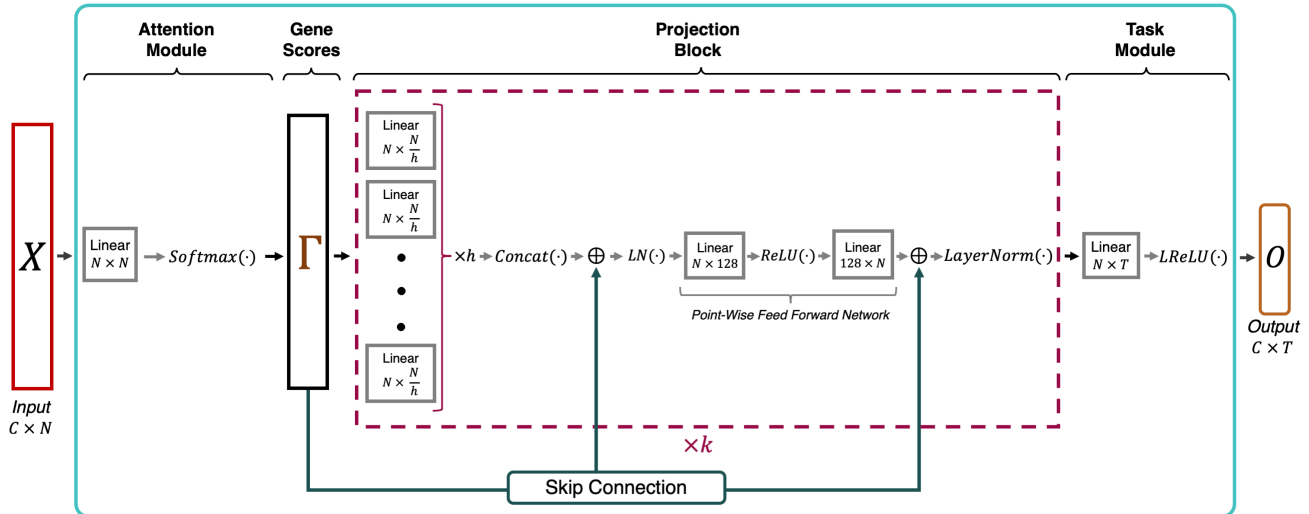 Attention
Module
Gene
Scores
Projection
Block
Task
Module
X
Input
C × N
Linear
N × N
Softmax(·)
Γ
Linear
N × N/h
Linear
N × N/h
Linear
N × N/h
×h
Concat(·)
⊕
LN(·)
Linear
N × 128
ReLU(·)
Linear
128 × N
Point-Wise Feed Forward Network
⊕
LayerNorm(·)
×k
Skip Connection
Linear
N × T
LReLU(·)
O
Output
C × T